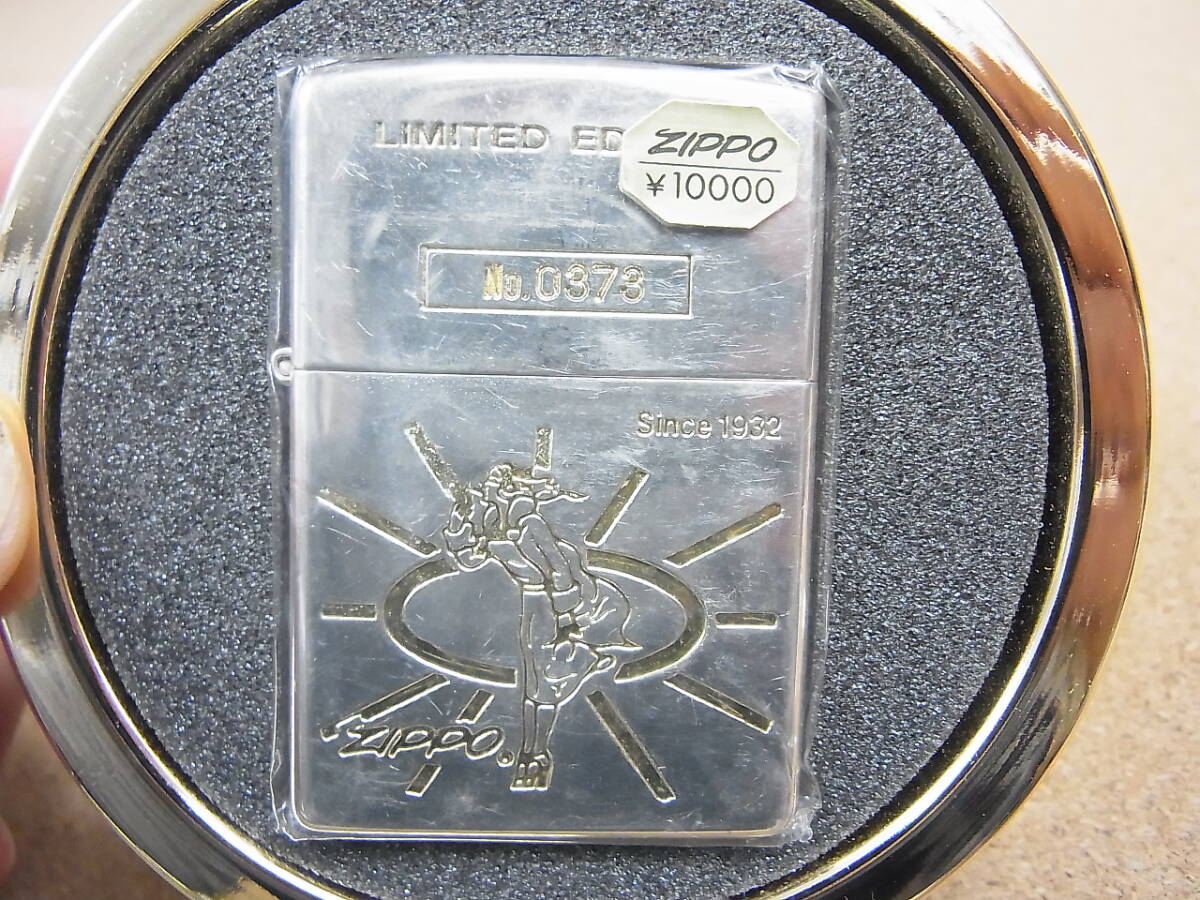 LIMITED ED
ZIPPO
¥10000
No.0373
Since 1932
ZIPPO®